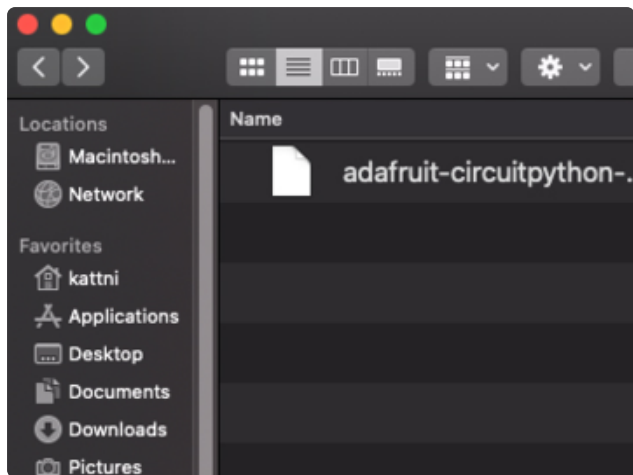 Name
Locations
Macintosh...
Network
Favorites
kattni
Applications
Desktop
Documents
Downloads
Pictures
adafruit-circuitpython-.